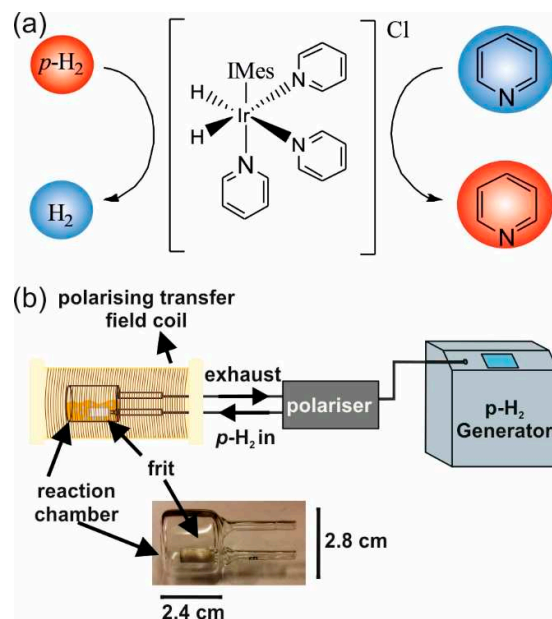 (a)
p-H2
H2
IMes
H
H
Ir
N
N
N
Cl
N
N
(b)
polarising transfer
field coil
exhaust
p-H2 in
polariser
p-H2
Generator
frit
reaction
chamber
2.8 cm
2.4 cm